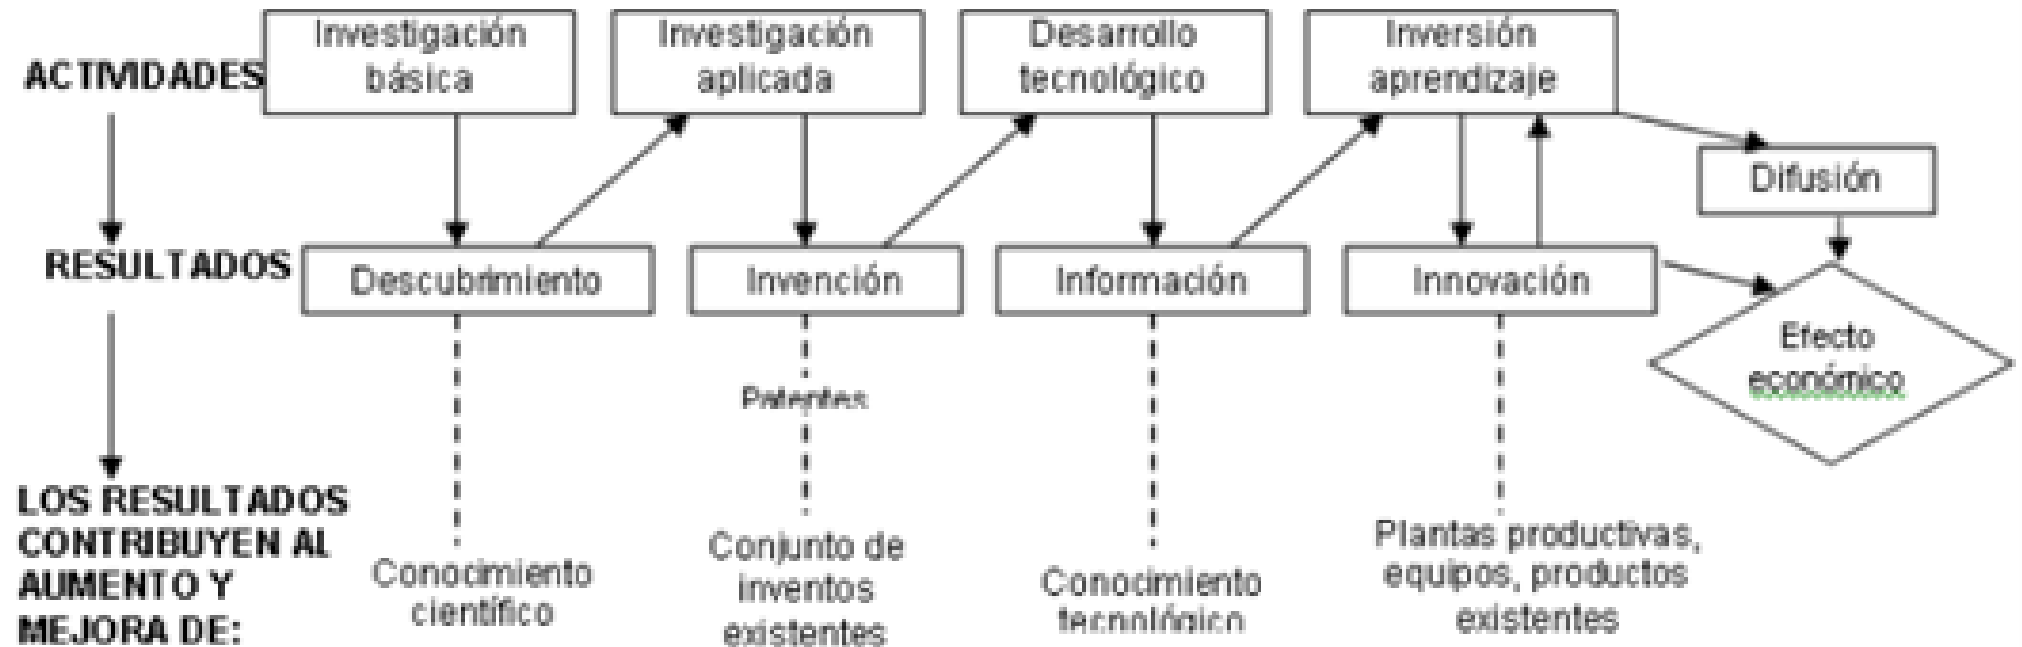 Investigación
básica
Investigación
aplicada
Desarrollo
tecnológico
Inversión
aprendizaje
ACTIVIDADES
Difusión
RESULTADOS
Descubrimiento
Invención
Información
Innovación
Efecto
económico
Patentes
LOS RESULTADOS
CONTRIBUYEN AL
AUMENTO Y
MEJORA DE:
Conocimiento
científico
Conjunto de
inventos
existentes
Conocimiento
tecnológico
Plantas productivas,
equipos, productos
existentes